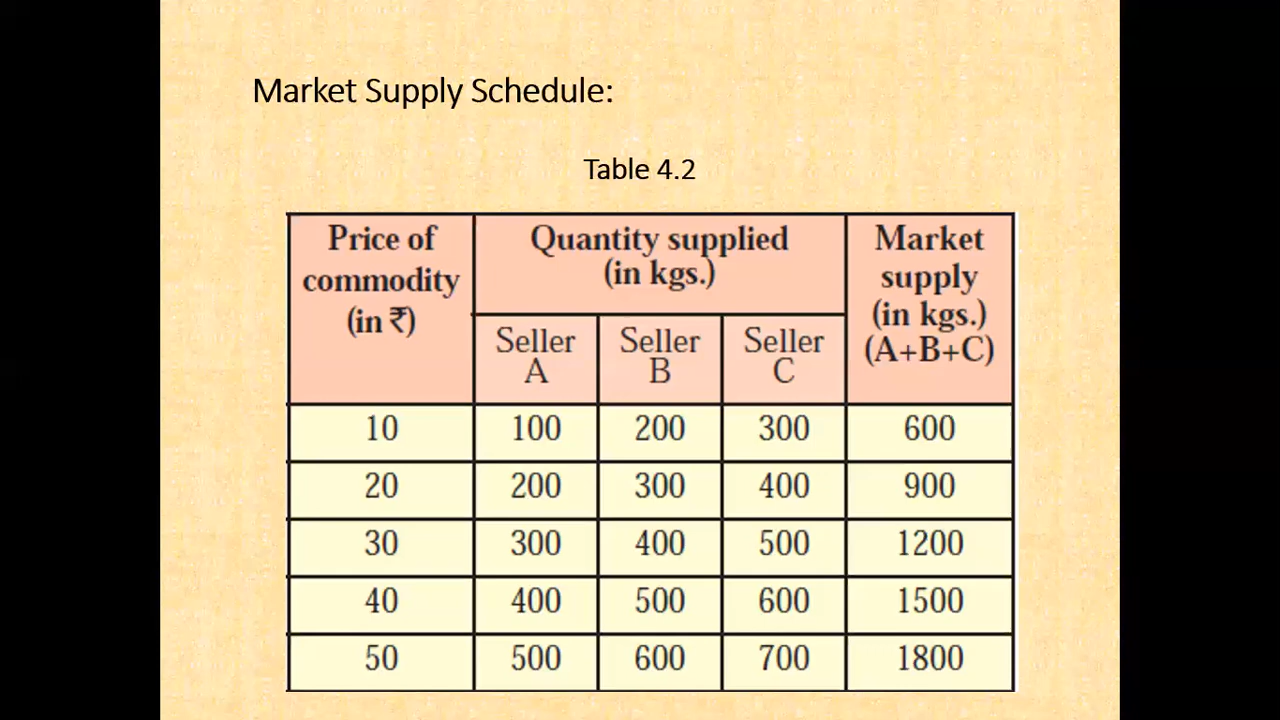 Market Supply Schedule:
Table 4.2
Price of
commodity
(in ₹)
Quantity supplied
(in kgs.)
Market
supply
(in kgs.)
(A+B+C)
Seller
A
Seller
B
Seller
C
10 100 200 300 600
20 200 300 400 900
30 300 400 500 1200
40 400 500 600 1500
50 500 600 700 1800